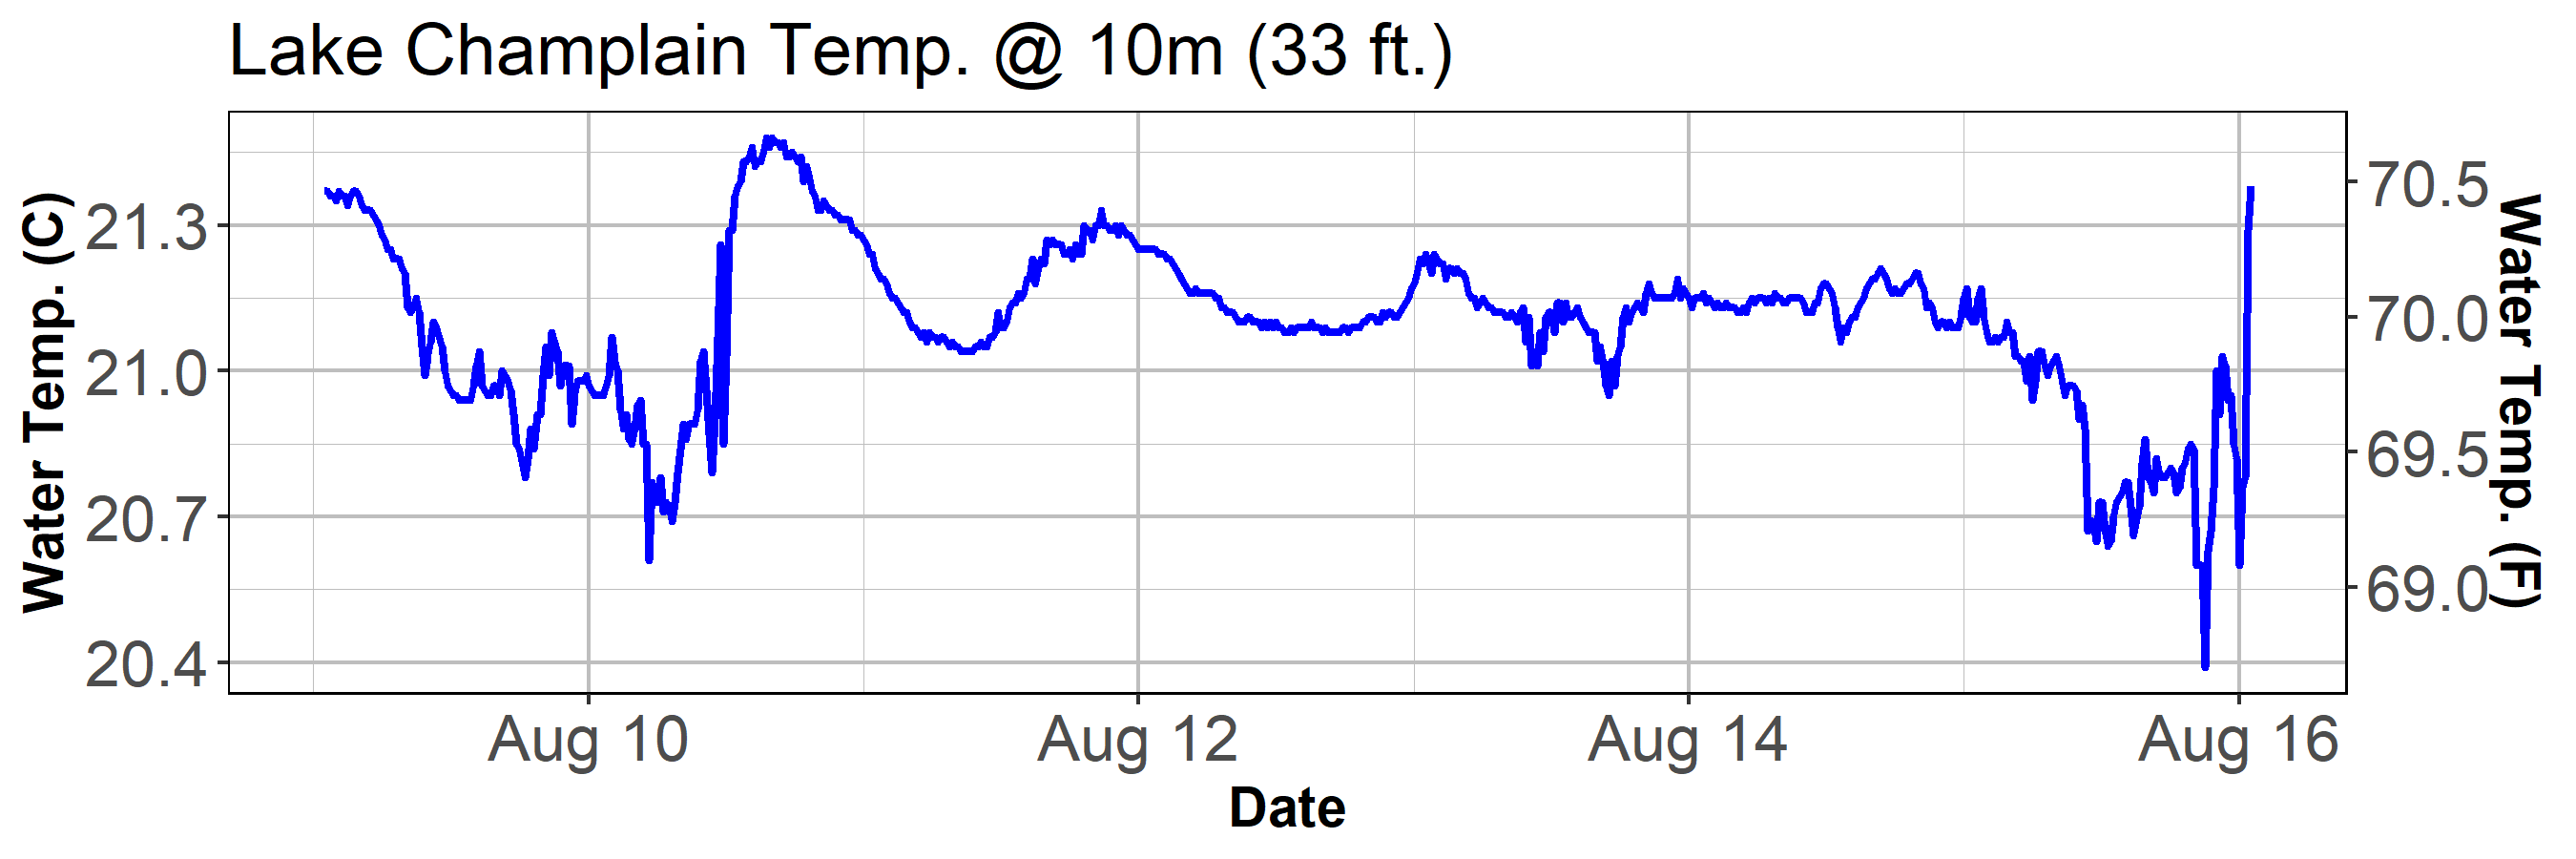 Lake Champlain Temp. @ 10m (33 ft.)
Water Temp. (C)
21.3
21.0
20.7
20.4
70.5
70.0
69.5
69.0
Water Temp. (F)
Aug 10 Aug 12 Aug 14 Aug 16
Date